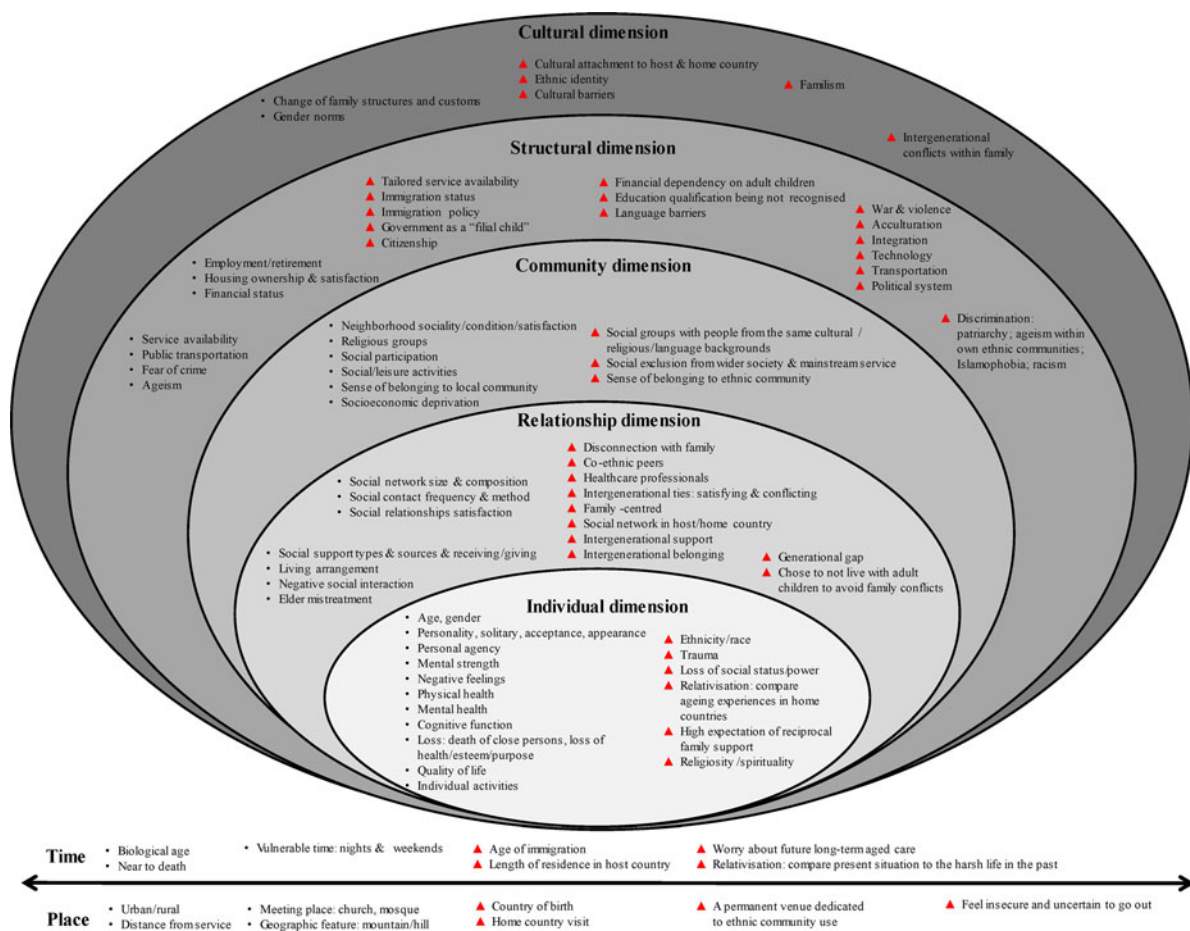 Cultural dimension
▲ Cultural attachment to host & home country
▲ Ethnic identity
▲ Cultural barriers
▲ Familism
• Change of family structures and customs
• Gender norms
▲ Intergenerational
conflicts within family
Structural dimension
▲ Tailored service availability
▲ Immigration status
▲ Immigration policy
▲ Government as a “filial child”
▲ Citizenship
▲ Financial dependency on adult children
▲ Education qualification being not recognised
▲ Language barriers
▲ War & violence
▲ Acculturation
▲ Integration
▲ Technology
▲ Transportation
▲ Political system
• Employment/retirement
• Housing ownership & satisfaction
• Financial status
• Service availability
• Public transportation
• Fear of crime
• Ageism
▲ Discrimination:
patriarchy; ageism within
own ethnic communities;
Islamophobia; racism
Community dimension
• Neighborhood sociality/condition/satisfaction
• Religious groups
• Social participation
• Social/leisure activities
• Sense of belonging to local community
• Socioeconomic deprivation
▲ Social groups with people from the same cultural /
religious/language backgrounds
▲ Social exclusion from wider society & mainstream service
▲ Sense of belonging to ethnic community
Relationship dimension
▲ Disconnection with family
▲ Co-ethnic peers
▲ Healthcare professionals
▲ Intergenerational ties: satisfying & conflicting
▲ Family -centred
▲ Social network in host/home country
▲ Intergenerational support
▲ Intergenerational belonging
• Social network size & composition
• Social contact frequency & method
• Social relationships satisfaction
• Social support types & sources & receiving/giving
• Living arrangement
• Negative social interaction
• Elder mistreatment
▲ Generational gap
▲ Chose to not live with adult
children to avoid family conflicts
Individual dimension
• Age, gender
• Personality, solitary, acceptance, appearance
• Personal agency
• Mental strength
• Negative feelings
• Physical health
• Mental health
• Cognitive function
• Loss: death of close persons, loss of
health/esteem/purpose
• Quality of life
• Individual activities
▲ Ethnicity/race
▲ Trauma
▲ Loss of social status/power
▲ Relativisation: compare
ageing experiences in home
countries
▲ High expectation of reciprocal
family support
▲ Religiosity /spirituality
Time
• Biological age
• Near to death
• Vulnerable time: nights & weekends
▲ Age of immigration
▲ Length of residence in host country
▲ Worry about future long-term aged care
▲ Relativisation: compare present situation to the harsh life in the past
Place
• Urban/rural
• Distance from service
• Meeting place: church, mosque
• Geographic feature: mountain/hill
▲ Country of birth
▲ Home country visit
▲ A permanent venue dedicated
to ethnic community use
▲ Feel insecure and uncertain to go out